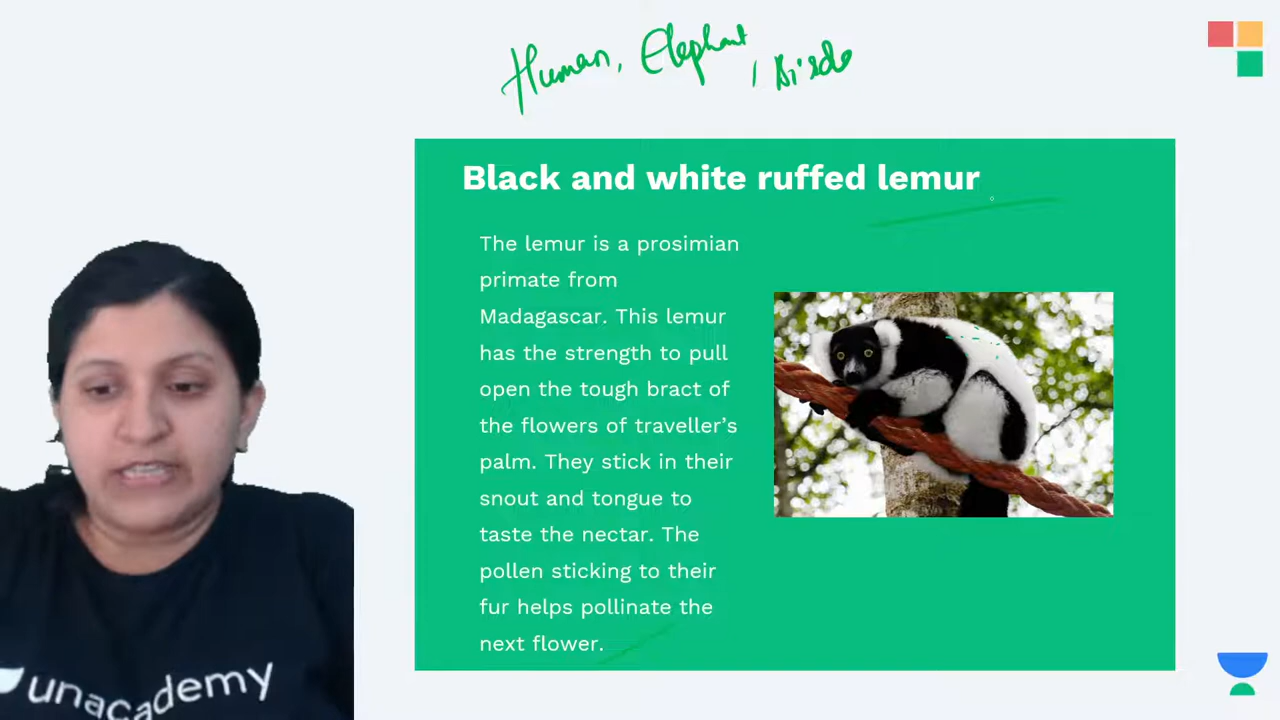 Human, Elephant, Birds
Black and white ruffed lemur
The lemur is a prosimian
primate from
Madagascar. This lemur
has the strength to pull
open the tough bract of
the flowers of traveller’s
palm. They stick in their
snout and tongue to
taste the nectar. The
pollen sticking to their
fur helps pollinate the
next flower.
unacademy